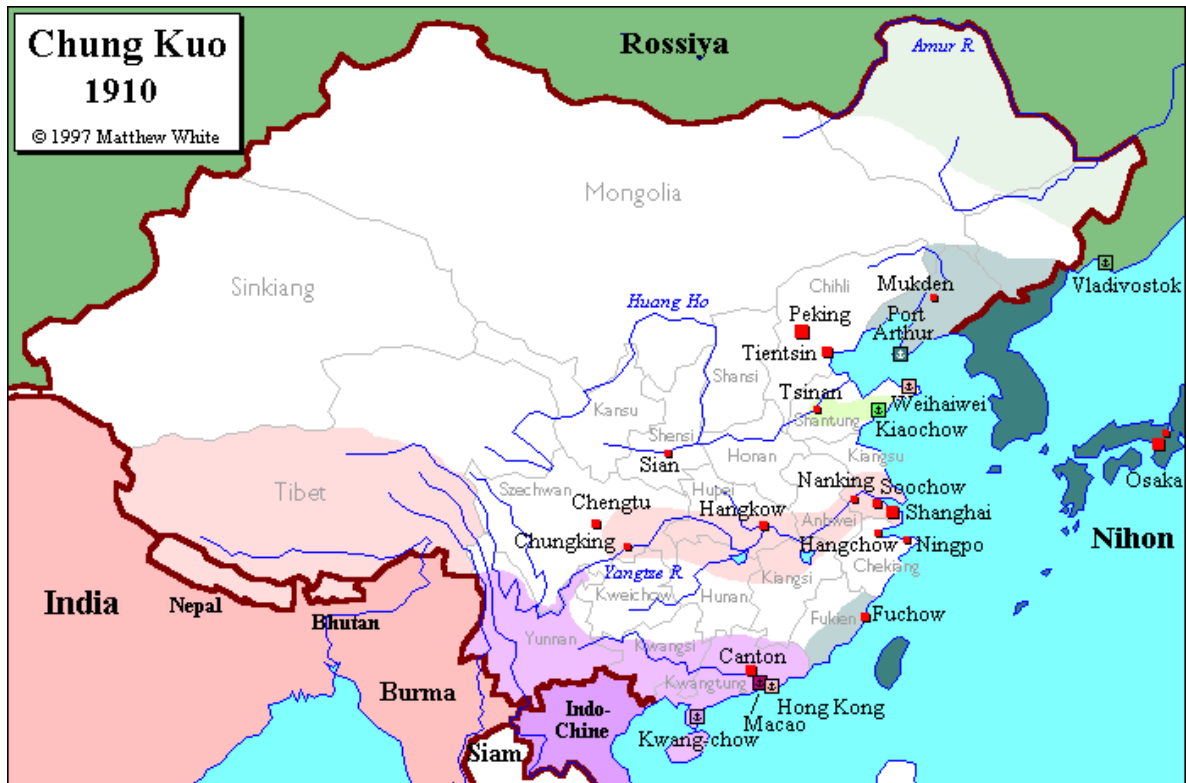 Chung Kuo
1910
© 1997 Matthew White
Rossiya
Amur R
Mongolia
Sinkiang
Chihli
Mukden
Vladivostok
Huang Ho
Peking
Port
Arthur
Tientsin
Shansi
Tsinan
Weihaiwei
Kansu
Shantung
Kiaochow
Shensi
Honan
Kiangsu
Sian
Osaka
Tibet
Szechwan
Hupei
Nanking
Soochow
Chengtu
Hangkow
Anhwei
Shanghai
Chungking
Hangchow
Ningpo
Nihon
Yangtze R
Kiangsi
Chekiang
India
Nepal
Kweichow
Hunan
Bhutan
Fukien
Fuchow
Yunnan
Kwangsi
Canton
Burma
Kwangtung
Hong Kong
Indo-
Chine
Macao
Kwang-chow
Siam